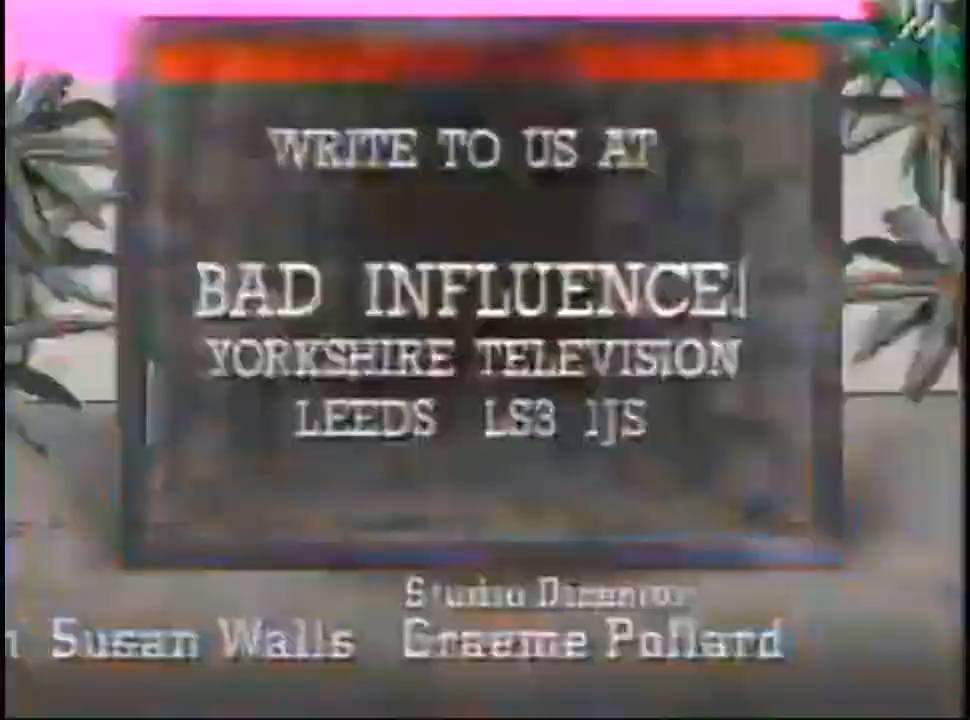 WRITE TO US AT
BAD INFLUENCE!
YORKSHIRE TELEVISION
LEEDS LS3 1JS
Studio Director
Susan Walls Graeme Pollard